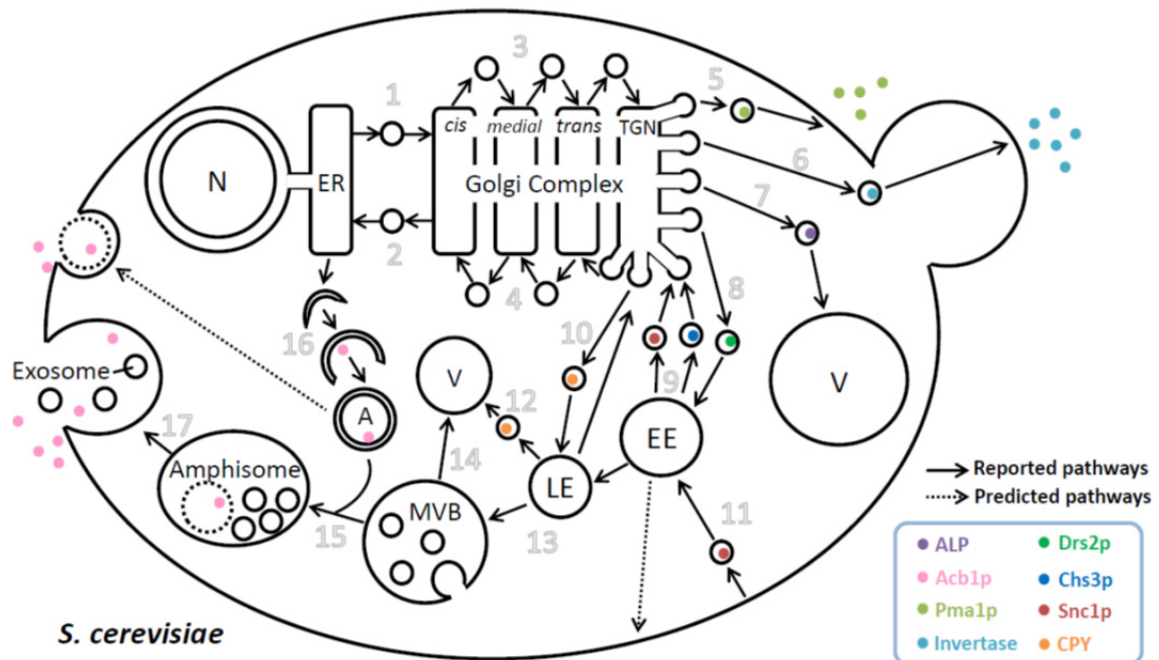 3
1
5
cis
medial
trans
TGN
6
N
ER
Golgi Complex
7
2
4
8
16
10
Exosome
V
9
V
12
A
EE
17
14
Amphisome
LE
Reported pathways
Predicted pathways
MVB
11
15
13
ALP
Drs2p
Acb1p
Chs3p
Pma1p
Snc1p
Invertase
CPY
S. cerevisiae